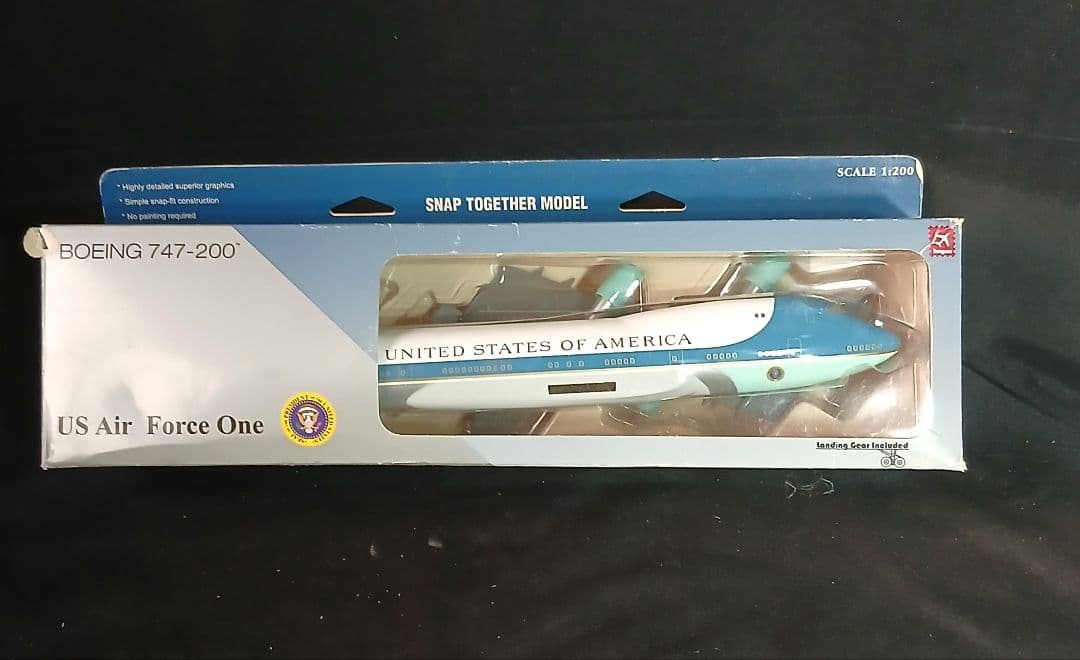 * Highly detailed superior graphics
* Simple snap-fit construction
* No painting required
SNAP TOGETHER MODEL
SCALE 1:200
BOEING 747-200™
UNITED STATES OF AMERICA
US Air Force One
Landing Gear Included